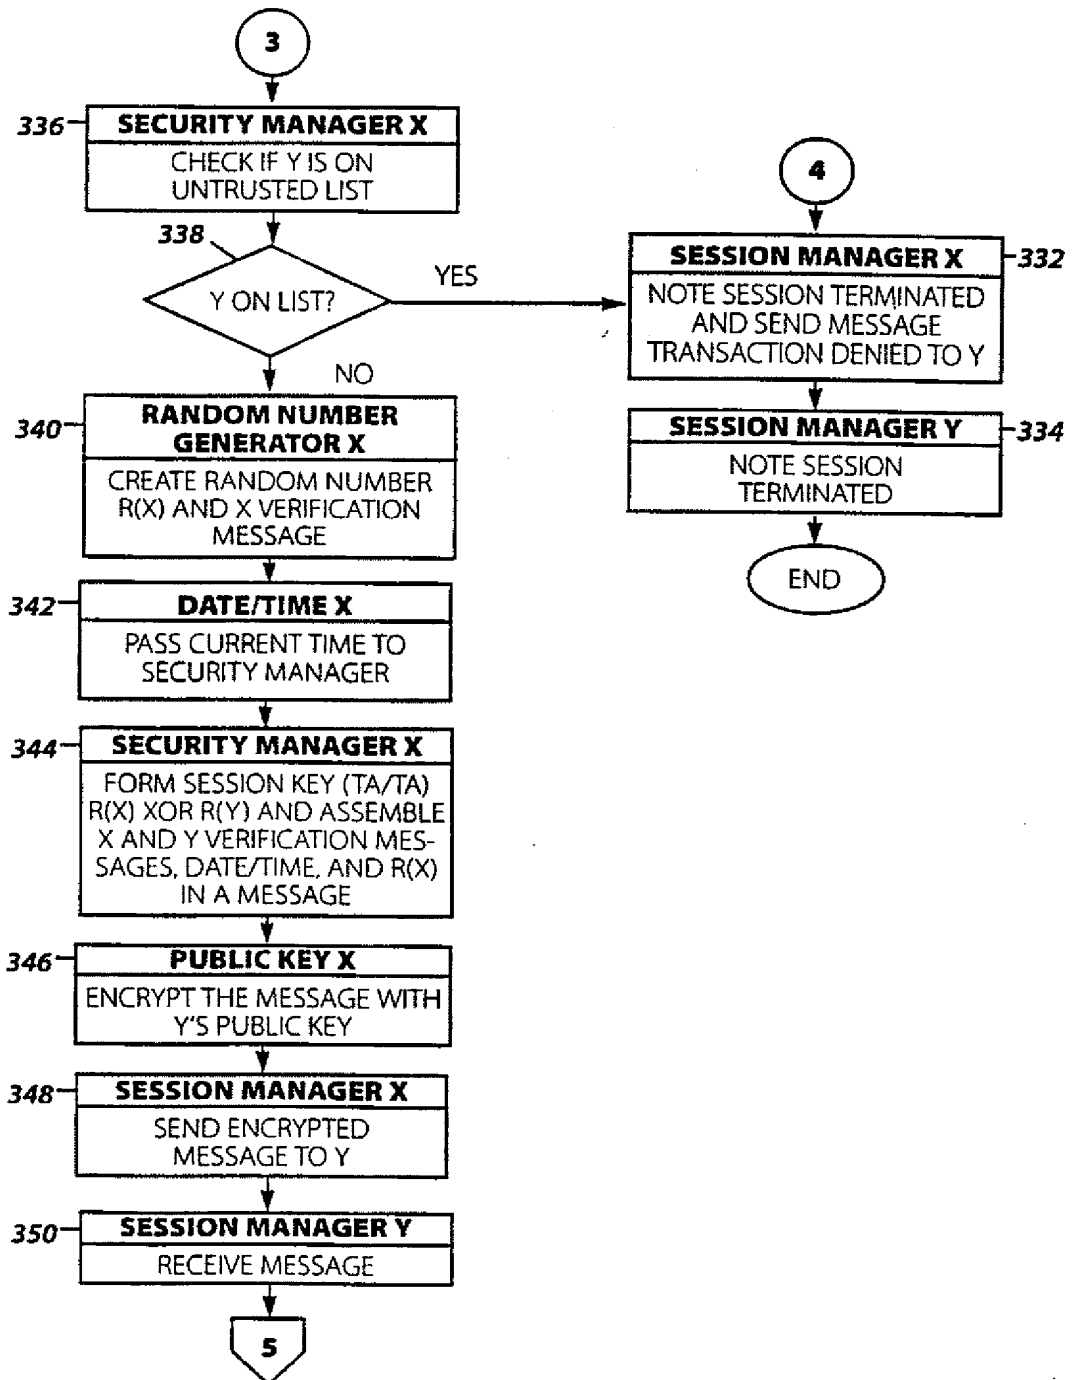 3
336
SECURITY MANAGER X
CHECK IF Y IS ON
UNTRUSTED LIST
338
Y ON LIST?
YES
NO
340
RANDOM NUMBER
GENERATOR X
CREATE RANDOM NUMBER
R(X) AND X VERIFICATION
MESSAGE
342
DATE/TIME X
PASS CURRENT TIME TO
SECURITY MANAGER
344
SECURITY MANAGER X
FORM SESSION KEY (TA/TA)
R(X) XOR R(Y) AND ASSEMBLE
X AND Y VERIFICATION MES-
SAGES, DATE/TIME, AND R(X)
IN A MESSAGE
346
PUBLIC KEY X
ENCRYPT THE MESSAGE WITH
Y'S PUBLIC KEY
348
SESSION MANAGER X
SEND ENCRYPTED
MESSAGE TO Y
350
SESSION MANAGER Y
RECEIVE MESSAGE
5
4
SESSION MANAGER X
332
NOTE SESSION TERMINATED
AND SEND MESSAGE
TRANSACTION DENIED TO Y
SESSION MANAGER Y
334
NOTE SESSION
TERMINATED
END